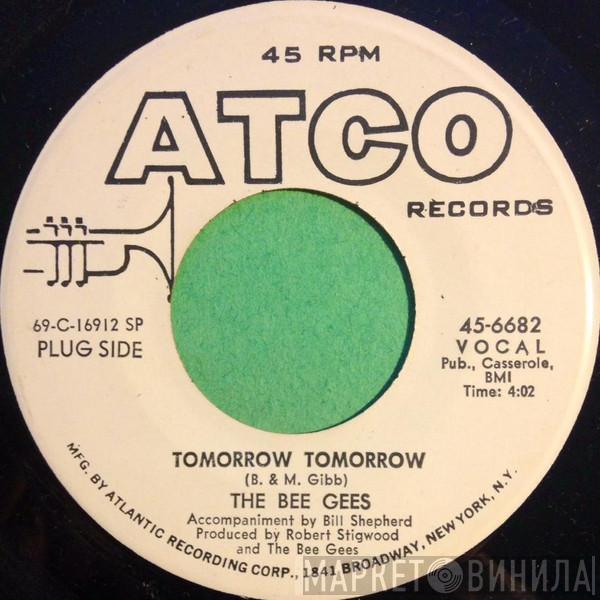 45 RPM
ATCO
RECORDS
69-C-16912 SP
PLUG SIDE
45-6682
VOCAL
Pub., Casserole,
BMI
Time: 4:02
TOMORROW TOMORROW
(B. & M. Gibb)
THE BEE GEES
Accompaniment by Bill Shepherd
Produced by Robert Stigwood
and The Bee Gees
MFG. BY ATLANTIC RECORDING CORP., 1841 BROADWAY, NEW YORK, N.Y.
МАРКЕТ ВИНИЛА